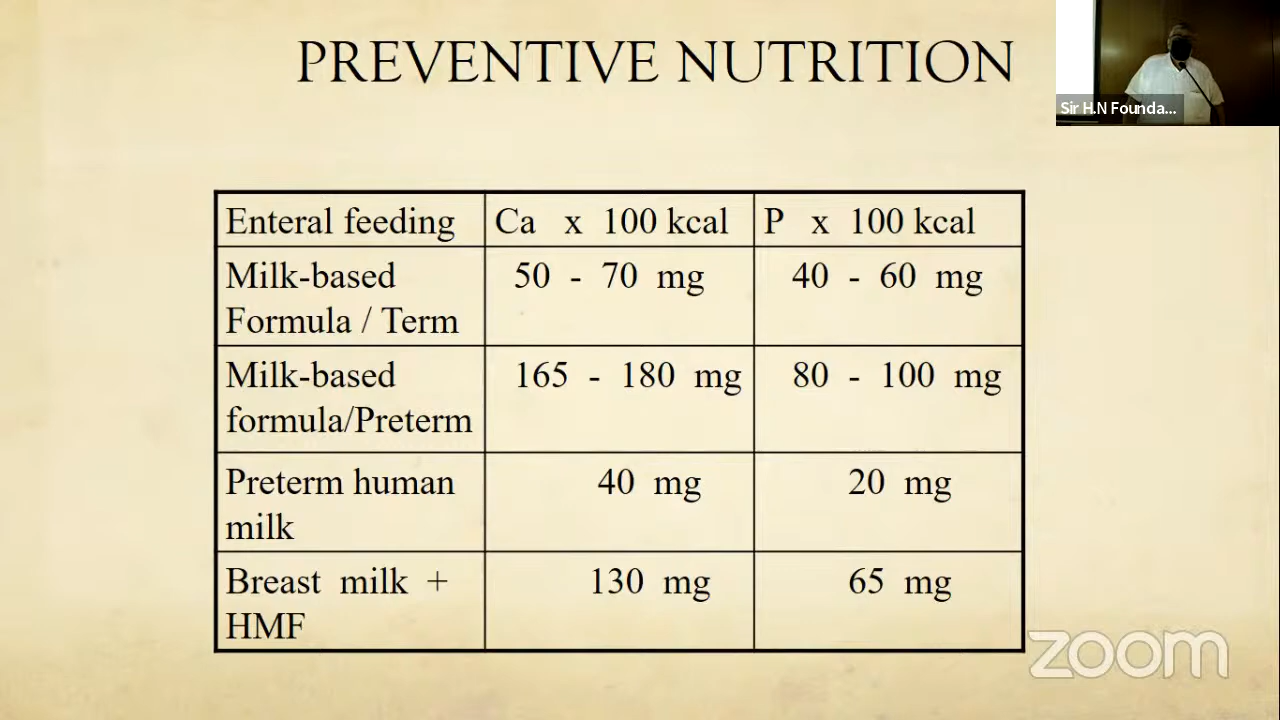 PREVENTIVE NUTRITION
Sir H.N Founda...
Enteral feeding Ca x 100 kcal P x 100 kcal
Milk-based 50 - 70 mg 40 - 60 mg
Formula / Term
Milk-based 165 - 180 mg 80 - 100 mg
formula/Preterm
Preterm human 40 mg 20 mg
milk
Breast milk + 130 mg 65 mg
HMF
zoom